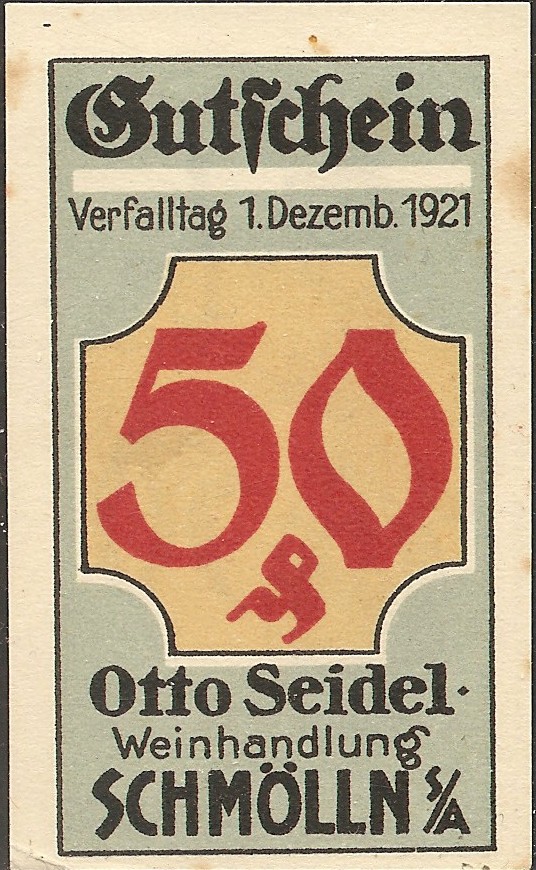 Gutschein
Verfalltag 1. Dezemb. 1921
50
₰
Otto Seidel·
Weinhandlung
SCHMÖLLN S/A